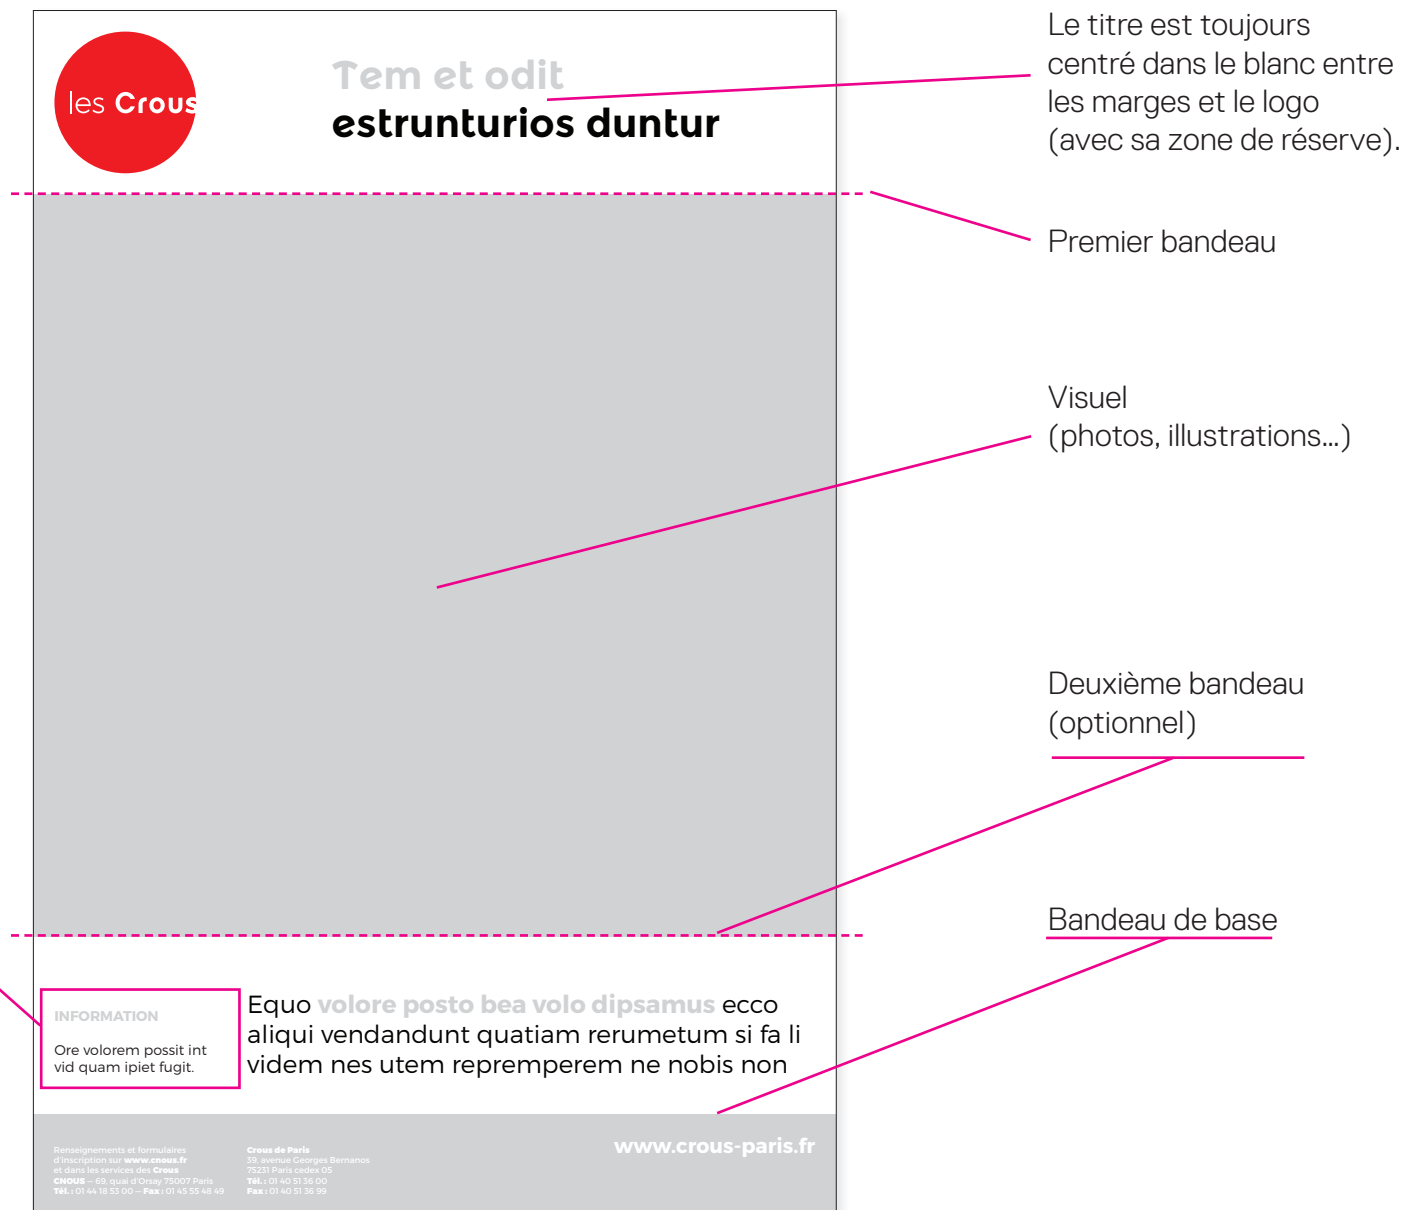 les Crous
Tem et odit
estrunturios duntur
Le titre est toujours
centré dans le blanc entre
les marges et le logo
(avec sa zone de réserve).
Premier bandeau
Visuel
(photos, illustrations...)
Deuxième bandeau
(optionnel)
Bandeau de base
INFORMATION
Ore volorem possit int
vid quam ipiet fugit.
Equo volore posto bea volo dipsamus ecco
aliqui vendandunt quatiam rerumetum si fa li
videm nes utem repremperem ne nobis non
Renseignements et formulaires
d'inscription sur www.cnous.fr
et dans les services des Crous
CNOUS – 69, quai d'Orsay 75007 Paris
Tél. : 01 44 18 53 00 – Fax : 01 45 55 48 49
Crous de Paris
39, avenue Georges Bernanos
75231 Paris cedex 05
Tél. : 01 40 51 36 00
Fax : 01 40 51 36 99
www.crous-paris.fr